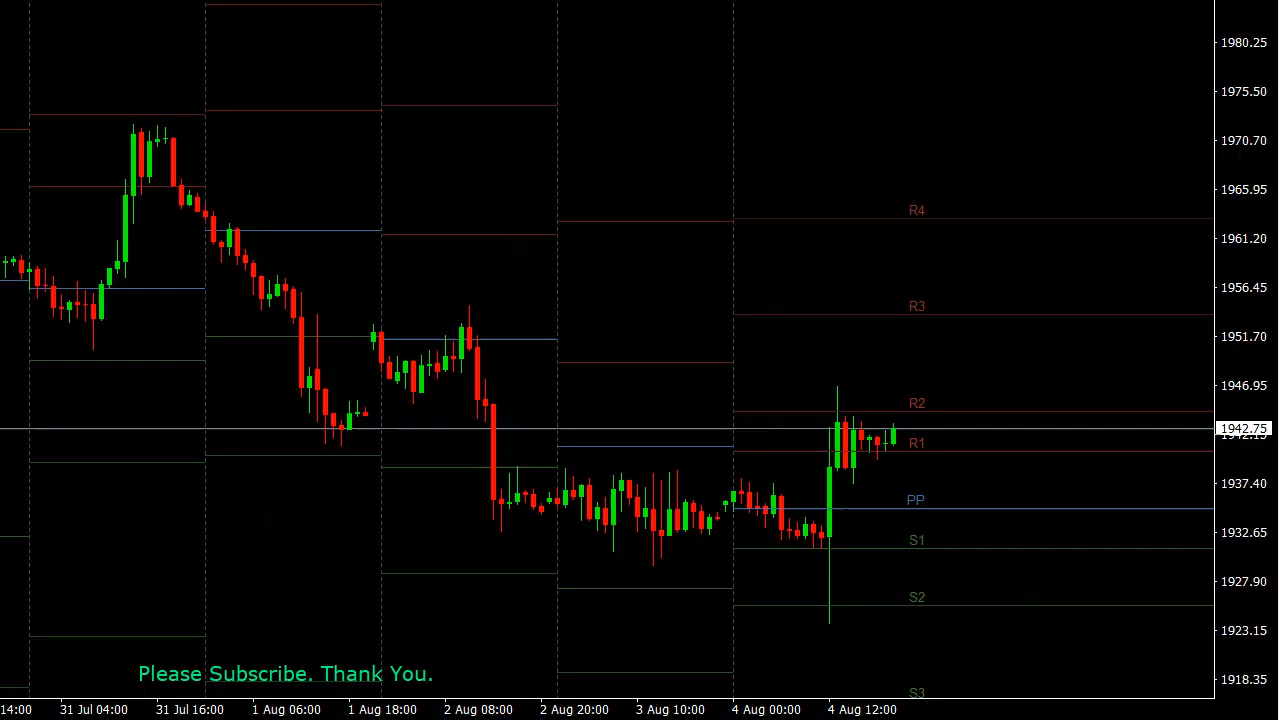 1980.25
1975.50
1970.70
1965.95
R4
1961.20
R3
1956.45
1951.70
1946.95
R2
1942.75
R1
1937.40
PP
1932.65
S1
1927.90
S2
1923.15
Please Subscribe. Thank You.
1918.35
S3
14:00 31 Jul 04:00 31 Jul 16:00 1 Aug 06:00 1 Aug 18:00 2 Aug 08:00 2 Aug 20:00 3 Aug 10:00 4 Aug 00:00 4 Aug 12:00